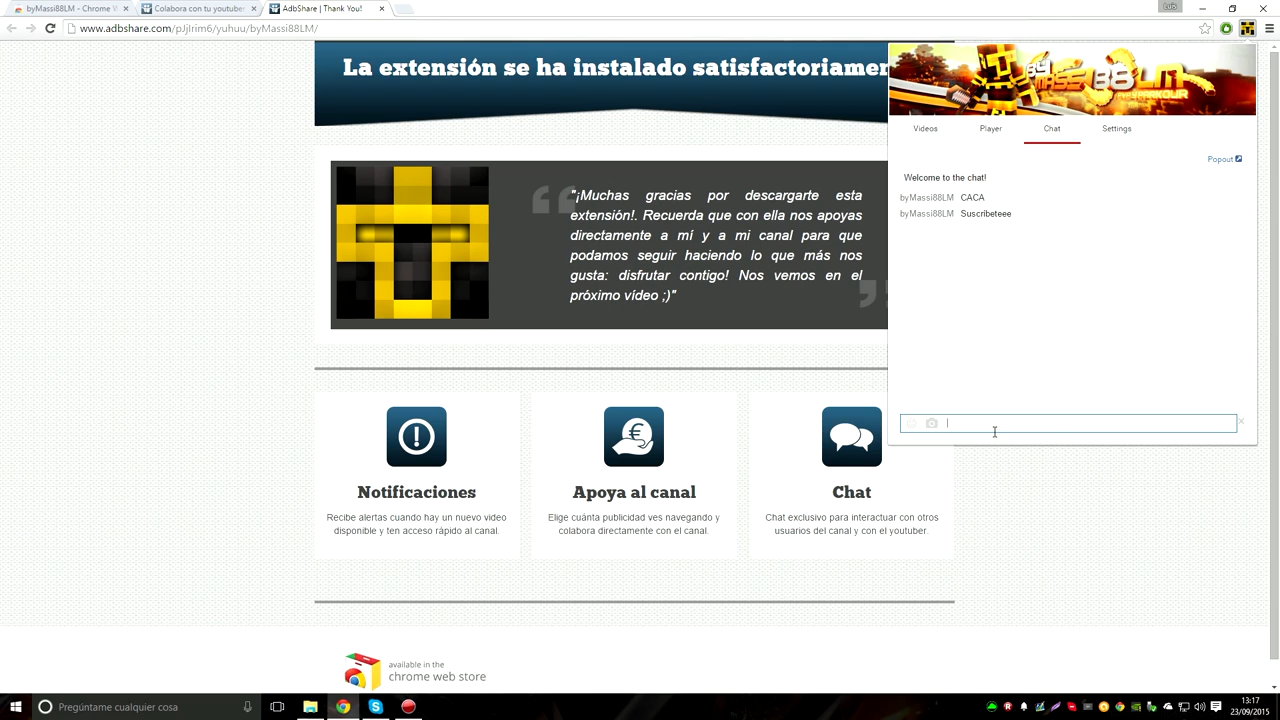 byMassi88LM - Chrome W
Colabora con tu youtuber
AdbShare | Thank You!
Luis
www.adbshare.com/pJjIrim6/yuhuu/byMassi88LM/
La extensión se ha instalado satisfactoriamen
BY
MASSI88LM
Videos
Player
Chat
Settings
Popout
Welcome to the chat!
byMassi88LM CACA
byMassi88LM Suscribeteee
"¡Muchas gracias por descargarte esta
extensión!. Recuerda que con ella nos apoyas
directamente a mí y a mi canal para que
podamos seguir haciendo lo que más nos
gusta: disfrutar contigo! Nos vemos en el
próximo vídeo ;)"
Notificaciones
Apoya al canal
Chat
Recibe alertas cuando hay un nuevo video
disponible y ten acceso rápido al canal.
Elige cuánta publicidad ves navegando y
colabora directamente con el canal.
Chat exclusivo para interactuar con otros
usuarios del canal y con el youtuber.
available in the
chrome web store
Pregúntame cualquier cosa
13:17
23/09/2015